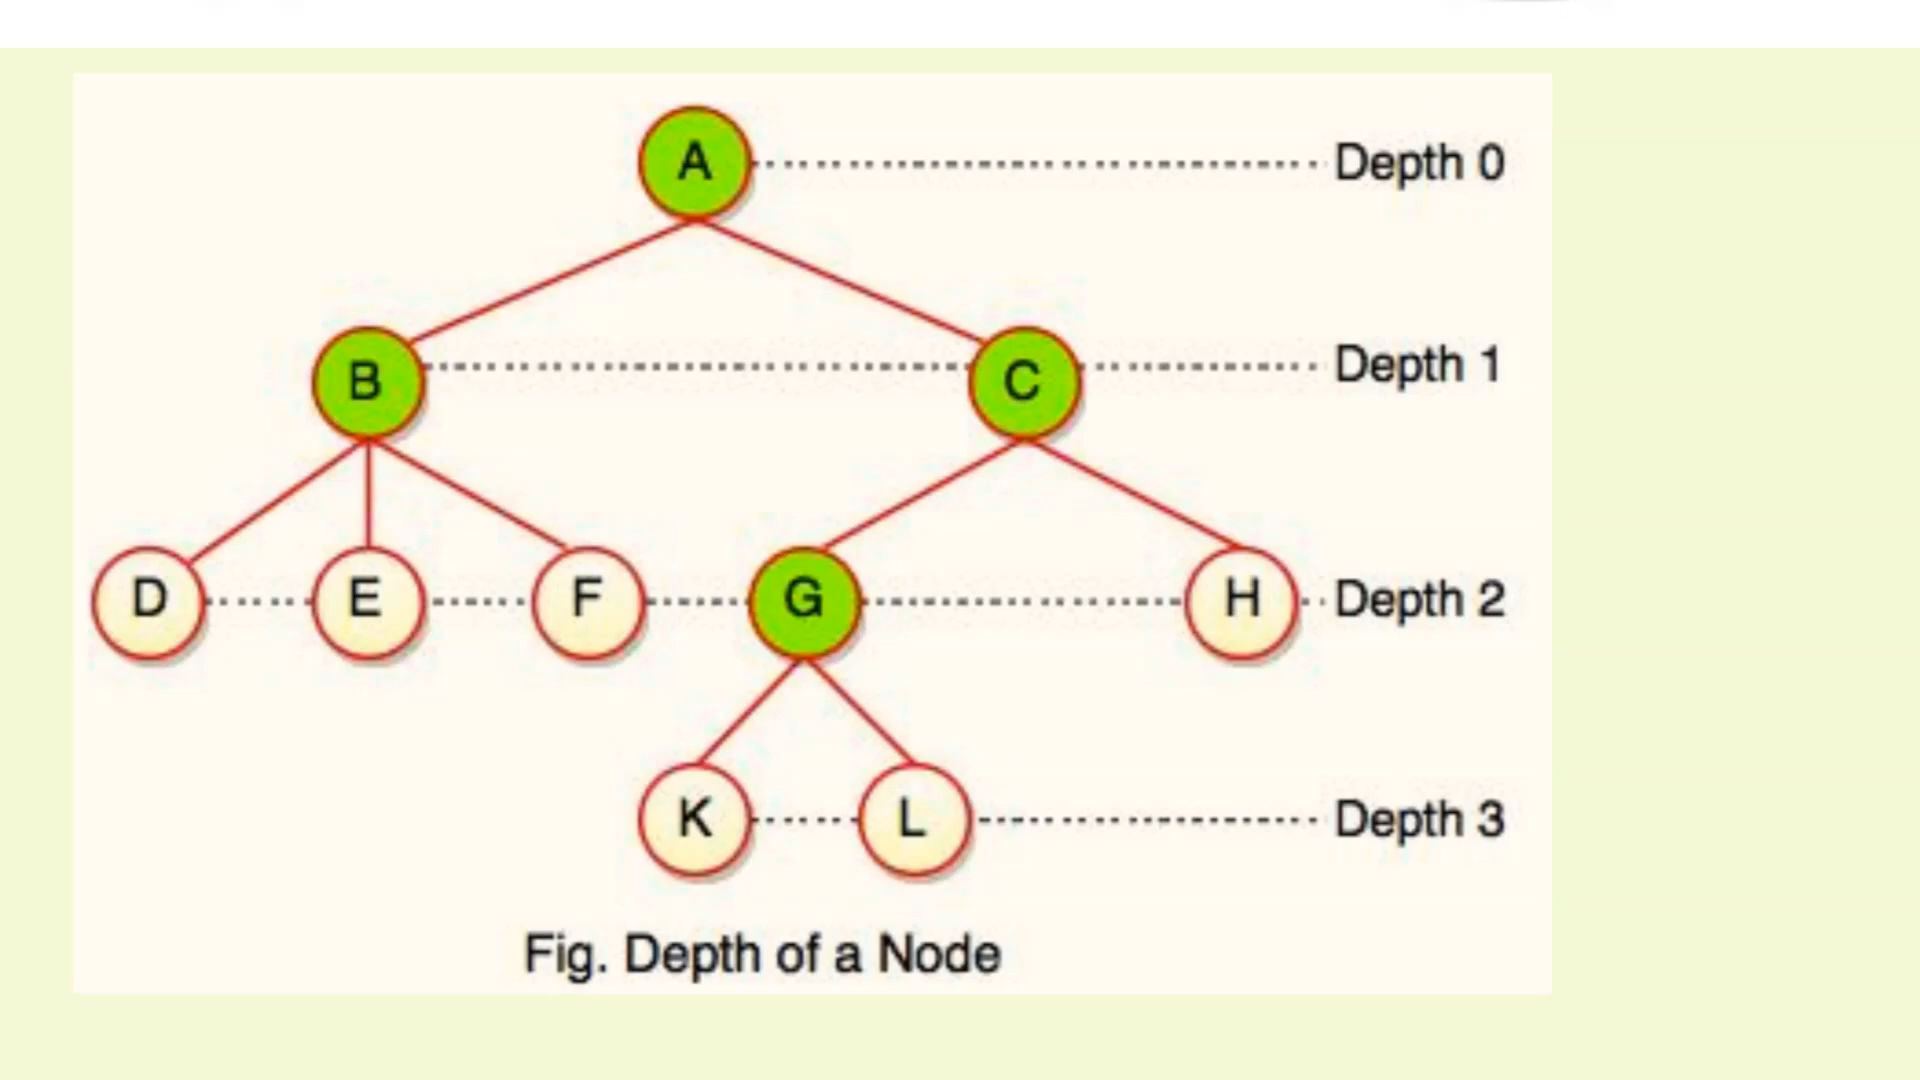 A Depth 0
B C Depth 1
D E F G H Depth 2
K L Depth 3
Fig. Depth of a Node